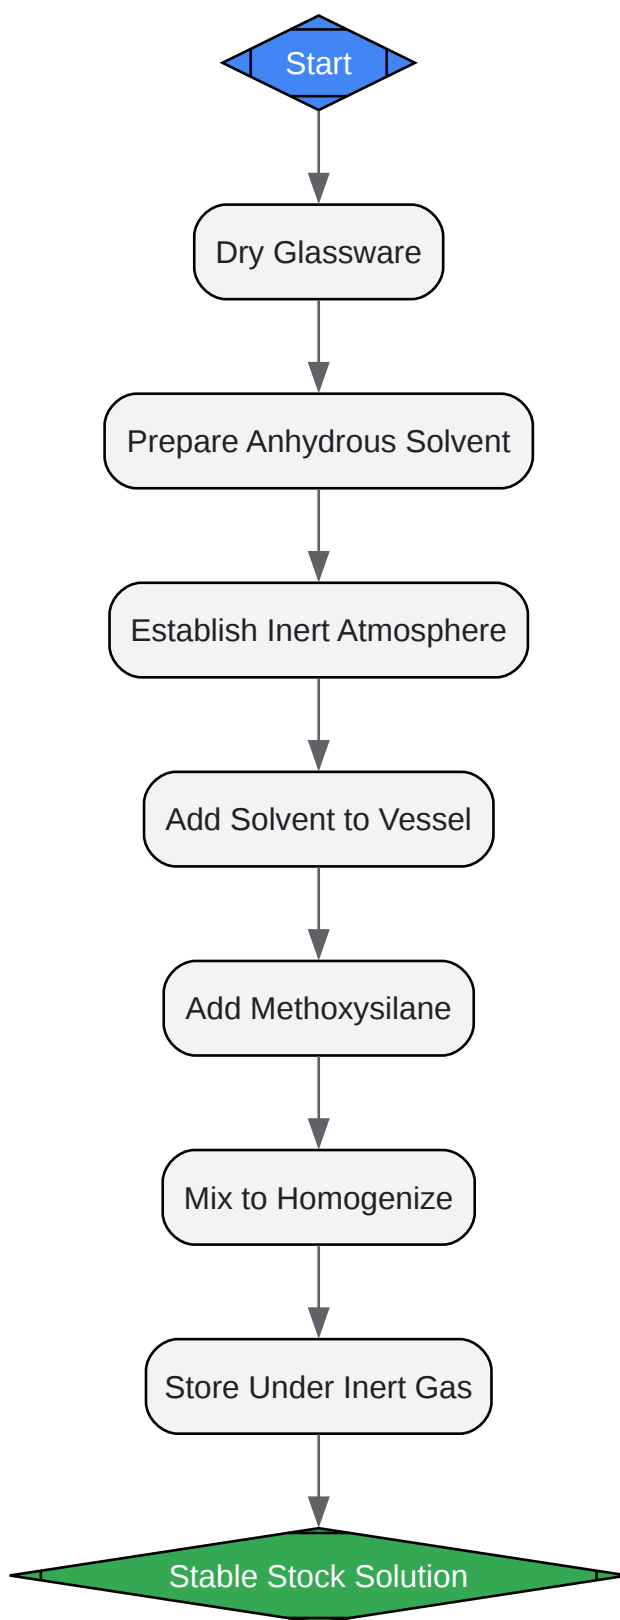 Start
Dry Glassware
Prepare Anhydrous Solvent
Establish Inert Atmosphere
Add Solvent to Vessel
Add Methoxysilane
Mix to Homogenize
Store Under Inert Gas
Stable Stock Solution